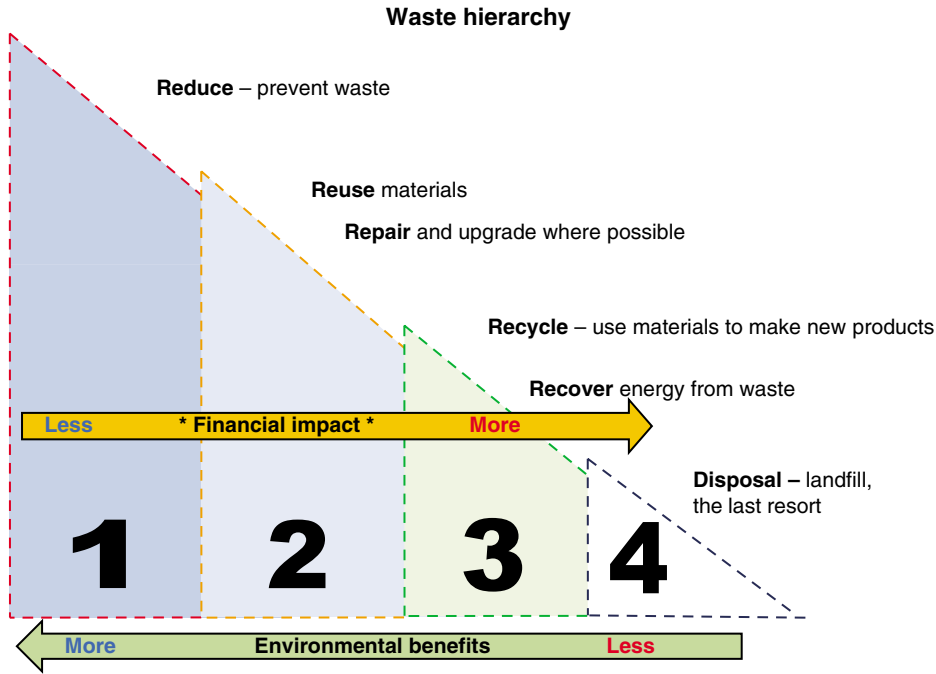 Waste hierarchy
Reduce – prevent waste
Reuse materials
Repair and upgrade where possible
Recycle – use materials to make new products
Recover energy from waste
Less * Financial impact * More
Disposal – landfill,
the last resort
1 2 3 4
More Environmental benefits Less